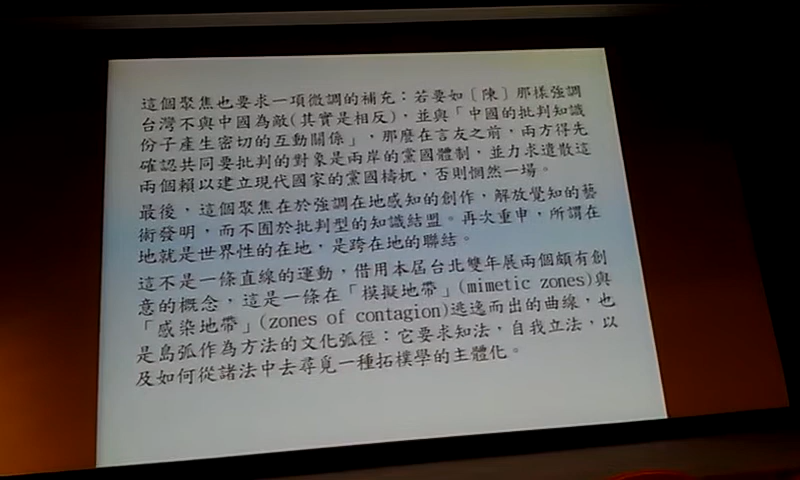 這個聚焦也要求一項微調的補充：若要如〔陳〕那樣強調
台灣不與中國為敵(其實是相反)，並與「中國的批判知識
份子產生密切的互動關係」，那麼在言友之前，兩方得先
確認共同要批判的對象是兩岸的黨國體制，並力求遣散這
兩個賴以建立現代國家的黨國檮杌，否則惘然一場。
最後，這個聚焦在於強調在地感知的創作，解放覺知的藝
術發明，而不囿於批判型的知識結盟。再次重申，所謂在
地就是世界性的在地，是跨在地的聯結。
這不是一條直線的運動，借用本屆台北雙年展兩個頗有創
意的概念，這是一條在「模擬地帶」(mimetic zones)與
「感染地帶」(zones of contagion)逃逸而出的曲線，也
是島弧作為方法的文化弧徑：它要求知法，自我立法，以
及如何從諸法中去尋覓一種拓樸學的主體化。